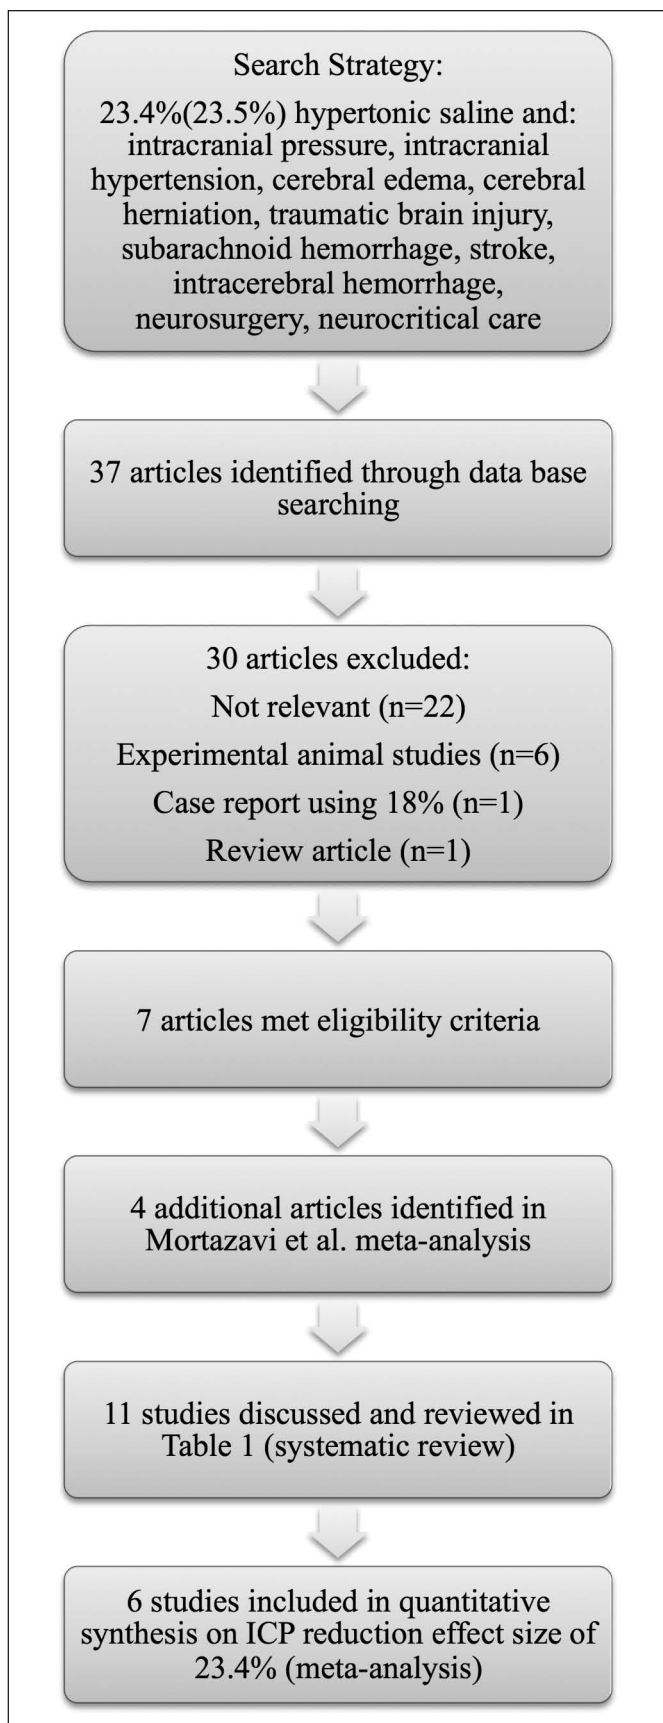 Search Strategy:
23.4%(23.5%) hypertonic saline and:
intracranial pressure, intracranial
hypertension, cerebral edema, cerebral
herniation, traumatic brain injury,
subarachnoid hemorrhage, stroke,
intracerebral hemorrhage,
neurosurgery, neurocritical care
37 articles identified through data base
searching
30 articles excluded:
Not relevant (n=22)
Experimental animal studies (n=6)
Case report using 18% (n=1)
Review article (n=1)
7 articles met eligibility criteria
4 additional articles identified in
Mortazavi et al. meta-analysis
11 studies discussed and reviewed in
Table 1 (systematic review)
6 studies included in quantitative
synthesis on ICP reduction effect size of
23.4% (meta-analysis)